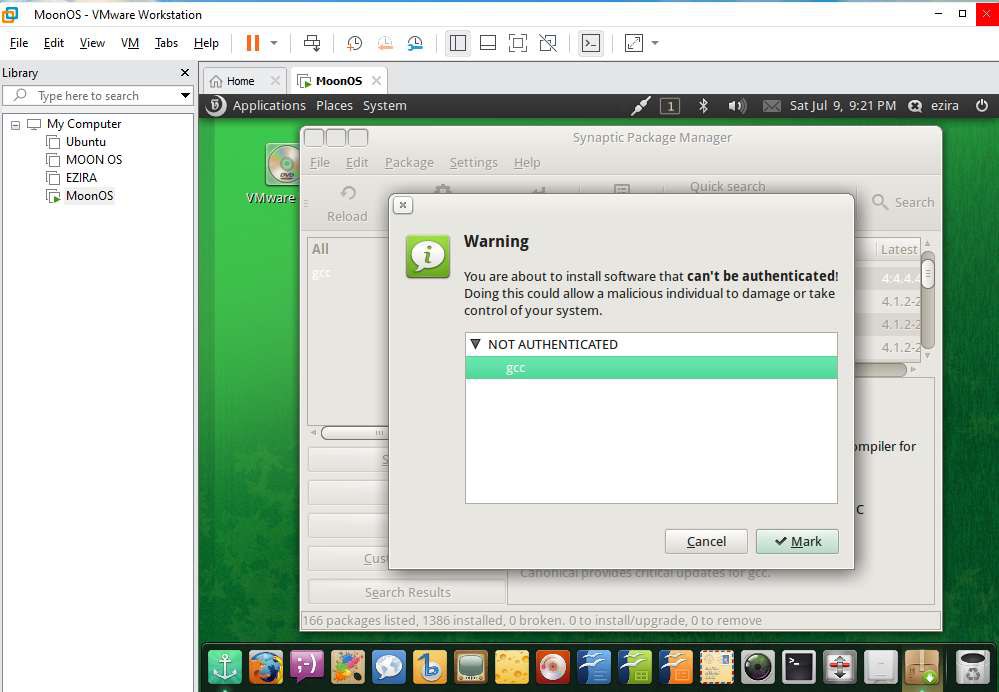 MoonOS - VMware Workstation
File Edit View VM Tabs Help
Library
Type here to search
My Computer
Ubuntu
MOON OS
EZIRA
MoonOS
Home
MoonOS
Applications Places System
1
Sat Jul 9, 9:21 PM
ezira
VMware
Synaptic Package Manager
File Edit Package Settings Help
Reload
Quick search
Search
All
gcc
Latest
4:4.4.4
4.1.2-2
4.1.2-2
4.1.2-2
Warning
You are about to install software that can't be authenticated!
Doing this could allow a malicious individual to damage or take
control of your system.
NOT AUTHENTICATED
gcc
Cancel
Mark
ompiler for
C
S
Cus
Canonical provides critical updates for gcc.
Search Results
166 packages listed, 1386 installed, 0 broken. 0 to install/upgrade, 0 to remove